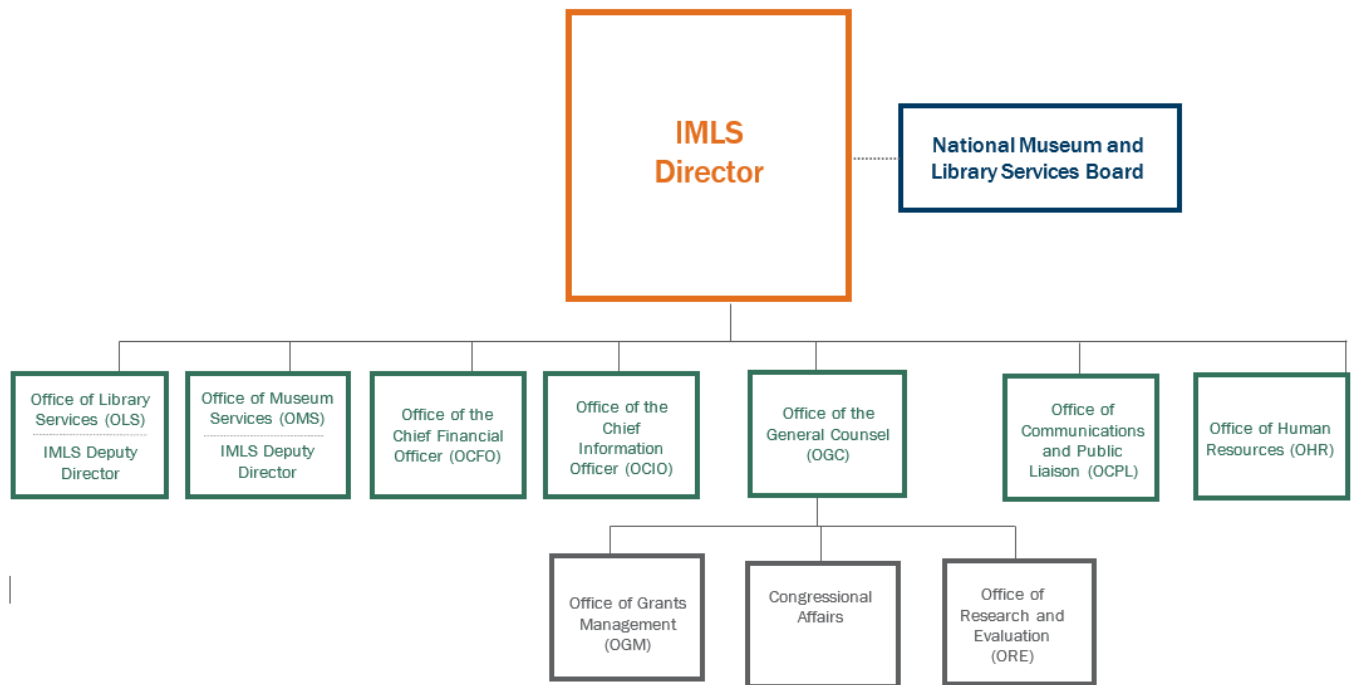 IMLS
Director
National Museum and
Library Services Board
Office of Library
Services (OLS)
IMLS Deputy
Director
Office of Museum
Services (OMS)
IMLS Deputy
Director
Office of the
Chief Financial
Officer (OCFO)
Office of the
Chief
Information
Officer (OCIO)
Office of the
General Counsel
(OGC)
Office of
Communications
and Public
Liaison (OCPL)
Office of Human
Resources (OHR)
Office of Grants
Management
(OGM)
Congressional
Affairs
Office of
Research and
Evaluation
(ORE)